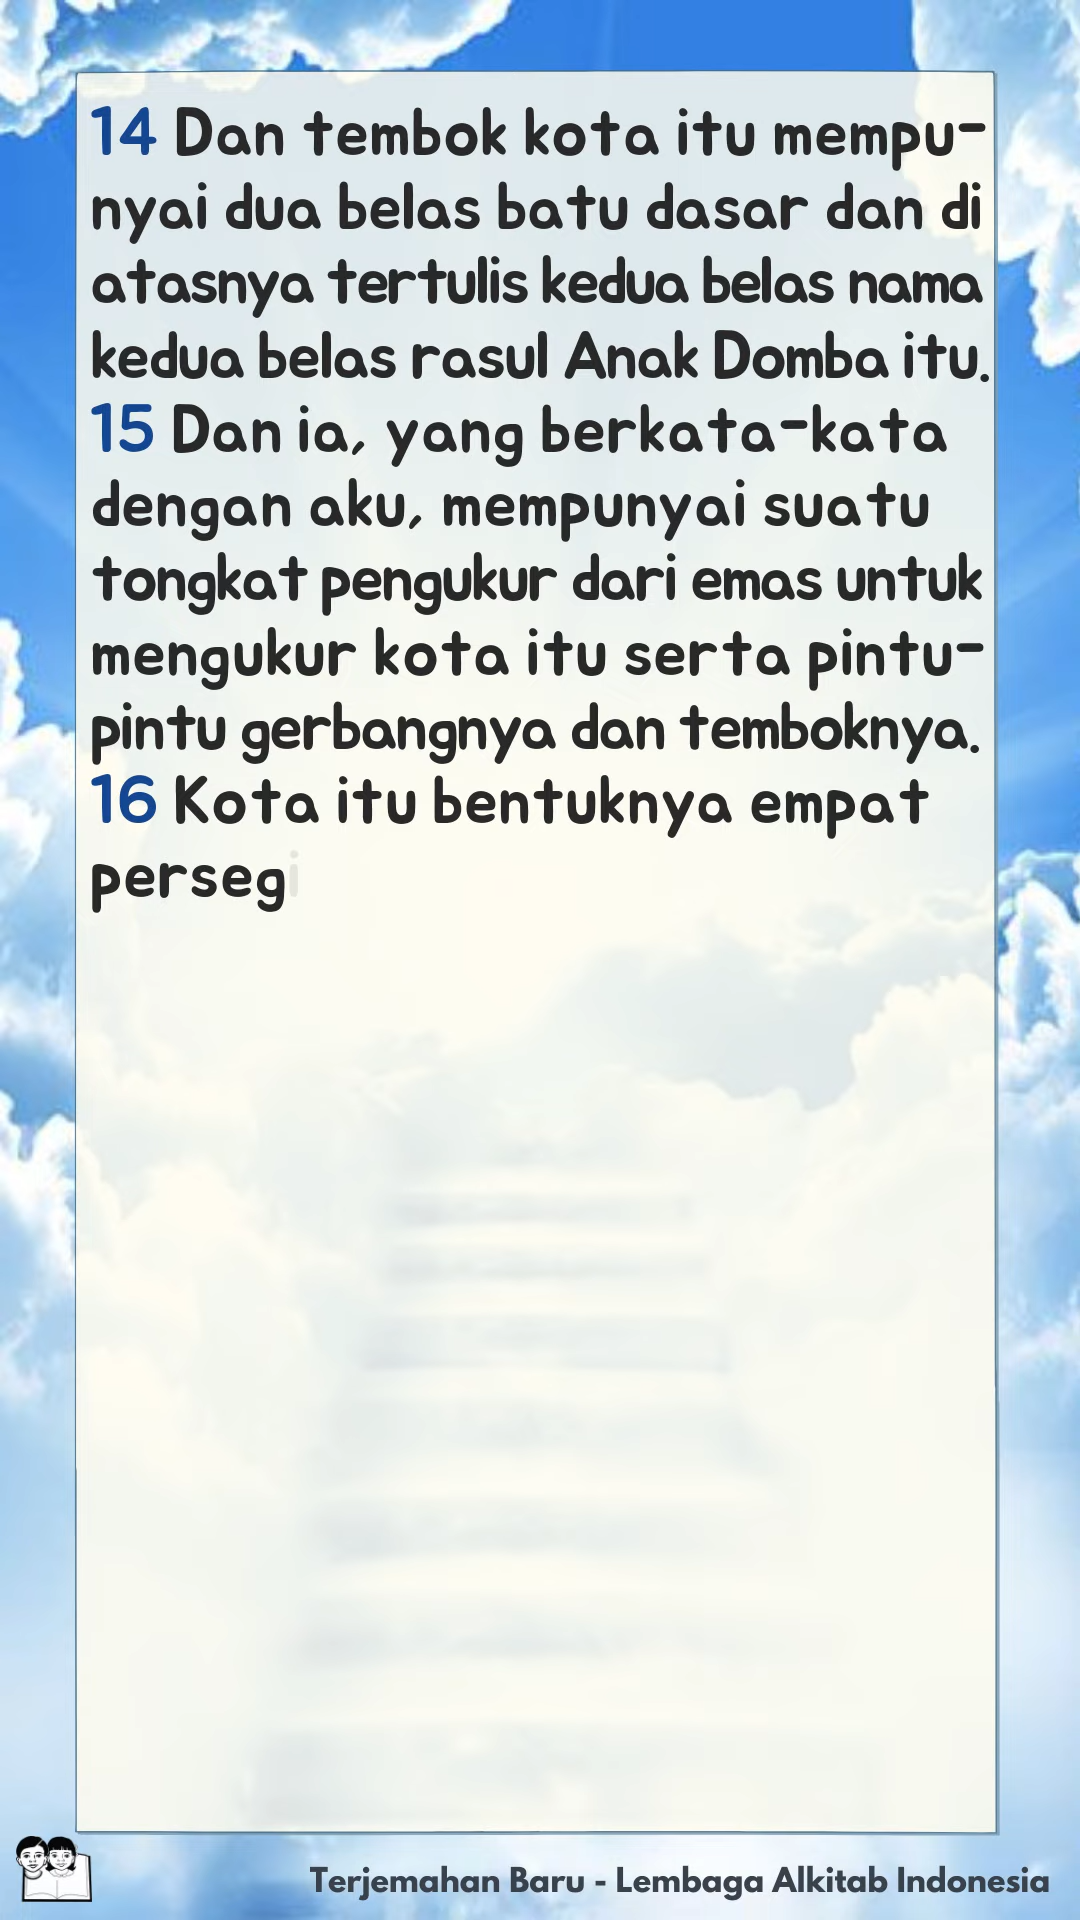 14 Dan tembok kota itu mempu-
nyai dua belas batu dasar dan di
atasnya tertulis kedua belas nama
kedua belas rasul Anak Domba itu.
15 Dan ia, yang berkata-kata
dengan aku, mempunyai suatu
tongkat pengukur dari emas untuk
mengukur kota itu serta pintu-
pintu gerbangnya dan temboknya.
16 Kota itu bentuknya empat
persegi
Terjemahan Baru - Lembaga Alkitab Indonesia